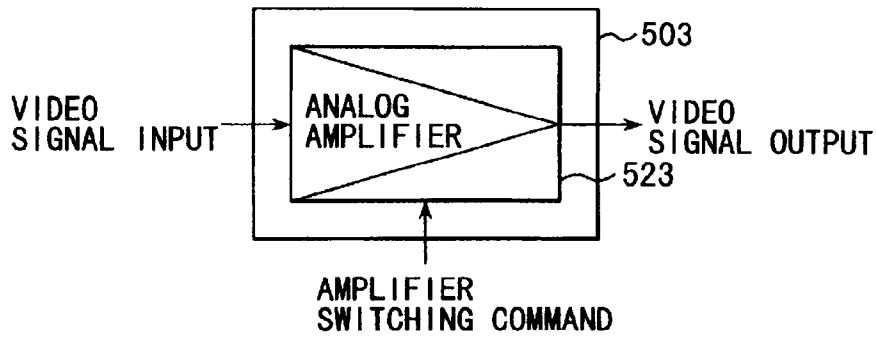 503
VIDEO
SIGNAL INPUT
ANALOG
AMPLIFIER
VIDEO
SIGNAL OUTPUT
523
AMPLIFIER
SWITCHING COMMAND